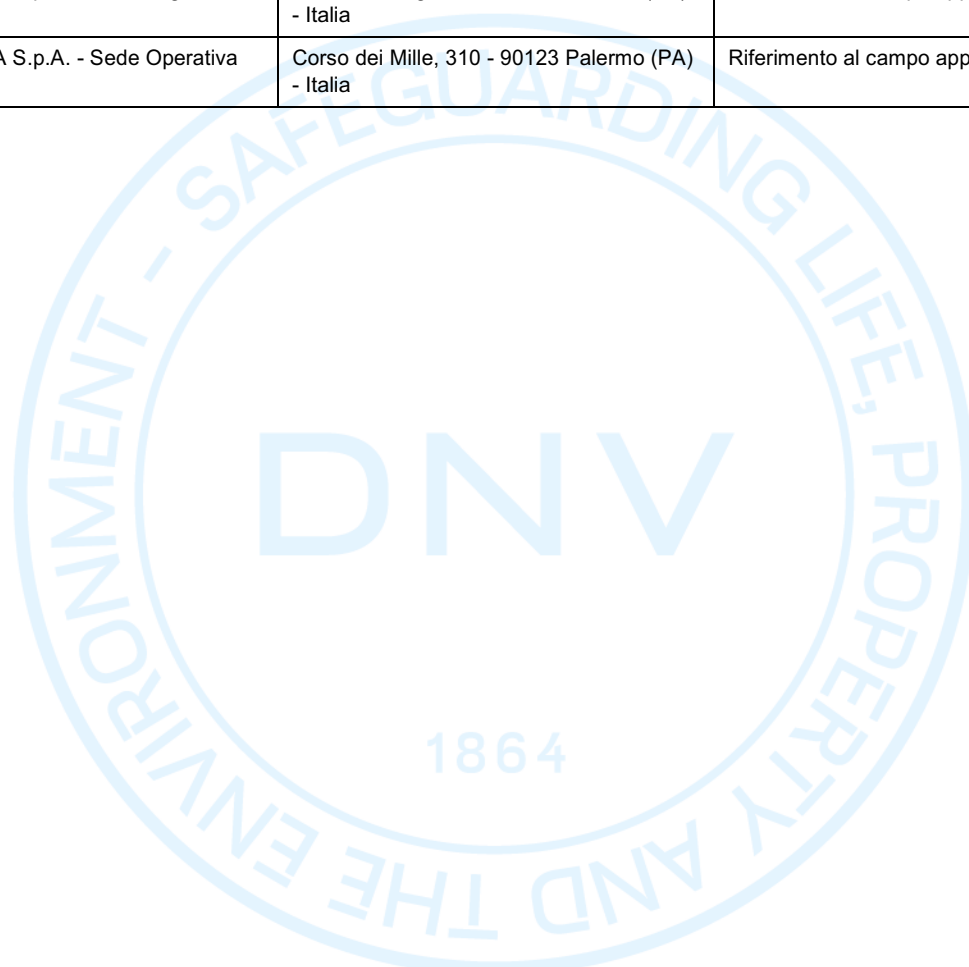 - Italia
A S.p.A. - Sede Operativa
Corso dei Mille, 310 - 90123 Palermo (PA)
- Italia
Riferimento al campo app
SAFEGUARDING LIFE, PROPERTY AND THE ENVIRONMENT -
DNV
1864